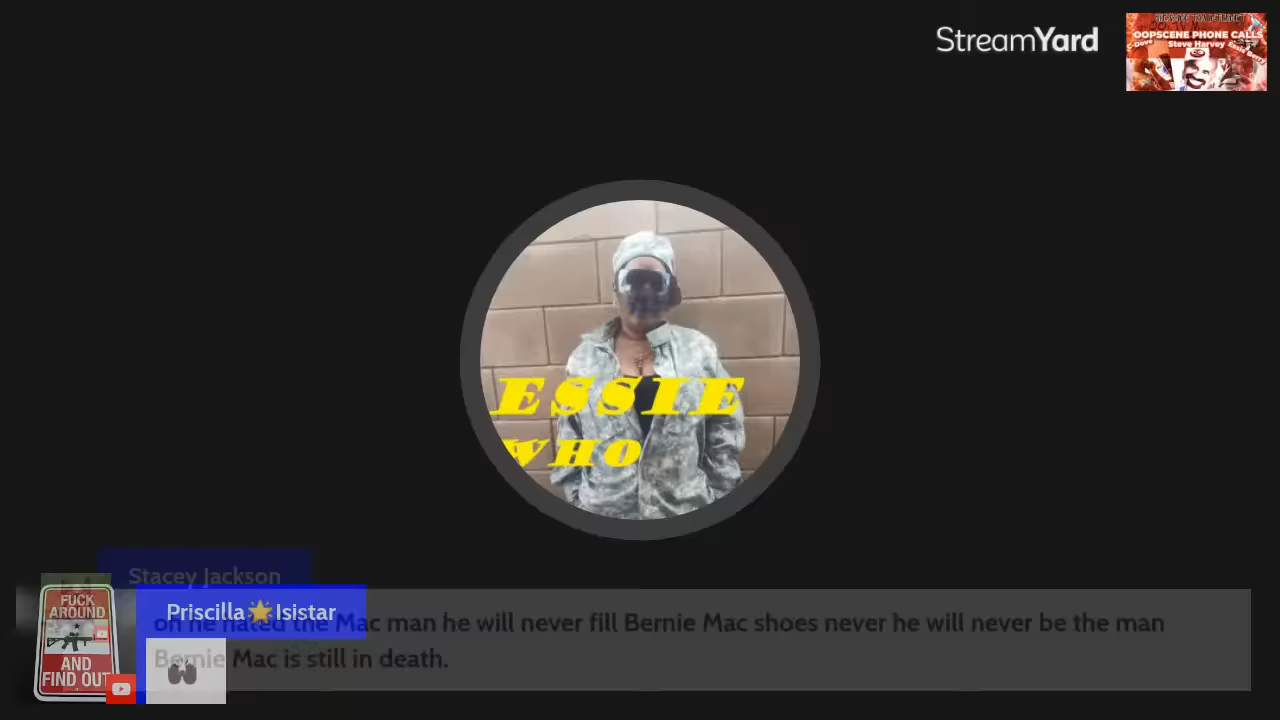 StreamYard
OOPSCENE PHONE CALLS
Steve Harvey
ESSIE
WHO
Stacey Jackson
Priscilla🌟Isistar
oh he hated the Mac man he will never fill Bernie Mac shoes never he will never be the man
Bernie Mac is still in death.
FUCK
AROUND
AND
FIND OUT